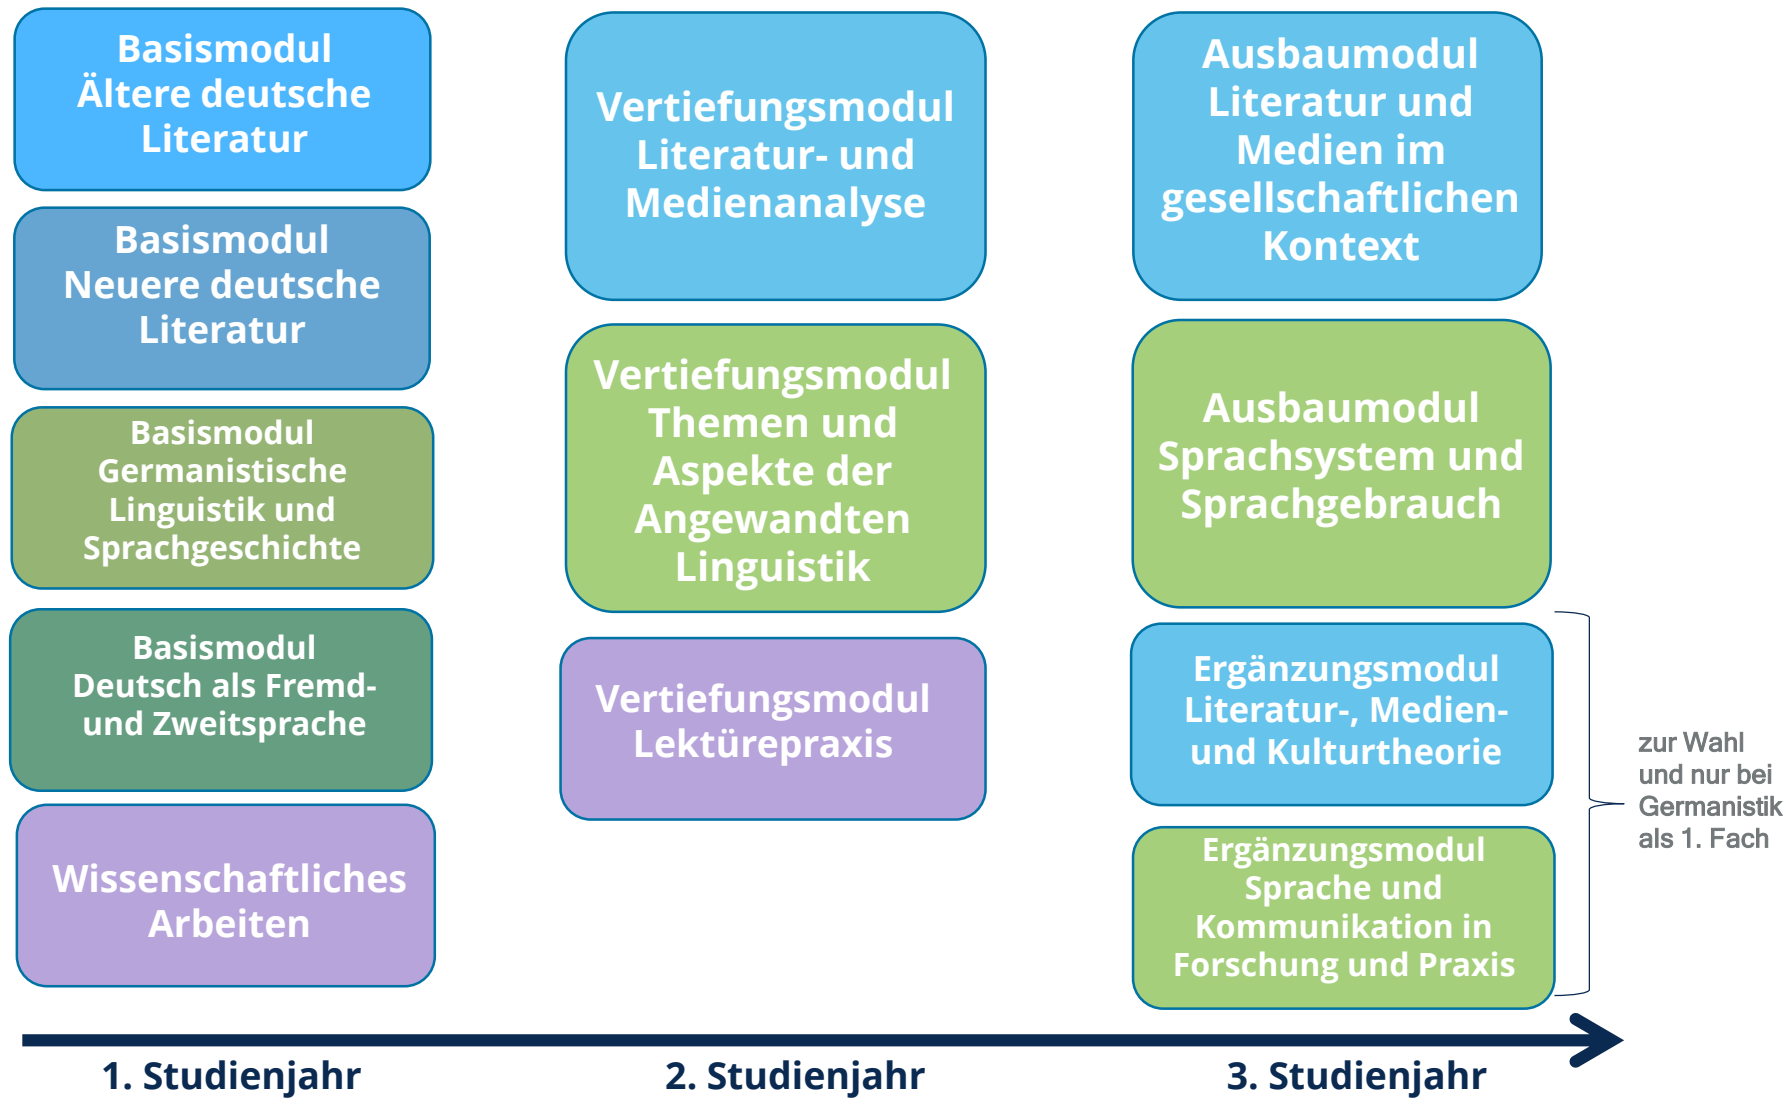 Basismodul
Ältere deutsche
Literatur
Basismodul
Neuere deutsche
Literatur
Basismodul
Germanistische
Linguistik und
Sprachgeschichte
Basismodul
Deutsch als Fremd-
und Zweitsprache
Wissenschaftliches
Arbeiten
Vertiefungsmodul
Literatur- und
Medienanalyse
Vertiefungsmodul
Themen und
Aspekte der
Angewandten
Linguistik
Vertiefungsmodul
Lektürepraxis
Ausbaumodul
Literatur und
Medien im
gesellschaftlichen
Kontext
Ausbaumodul
Sprachsystem und
Sprachgebrauch
Ergänzungsmodul
Literatur-, Medien-
und Kulturtheorie
Ergänzungsmodul
Sprache und
Kommunikation in
Forschung und Praxis
zur Wahl
und nur bei
Germanistik
als 1. Fach
1. Studienjahr
2. Studienjahr
3. Studienjahr